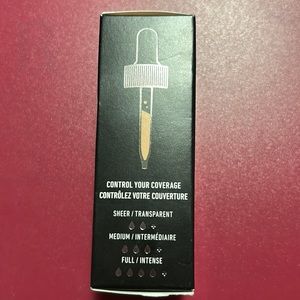 CONTROL YOUR COVERAGE
CONTRÔLEZ VOTRE COUVERTURE
SHEER / TRANSPARENT
MEDIUM / INTERMÉDIAIRE
FULL / INTENSE